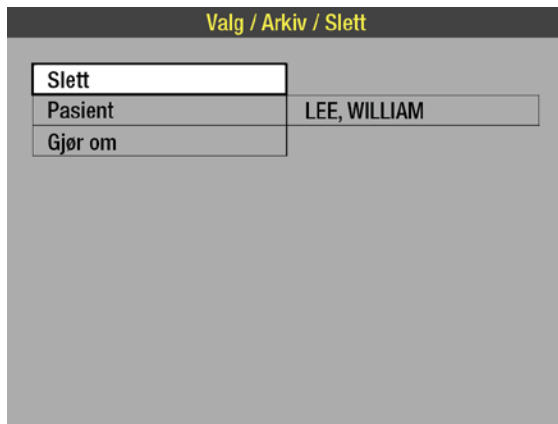 Valg / Arkiv / Slett
Slett
Pasient LEE, WILLIAM
Gjør om